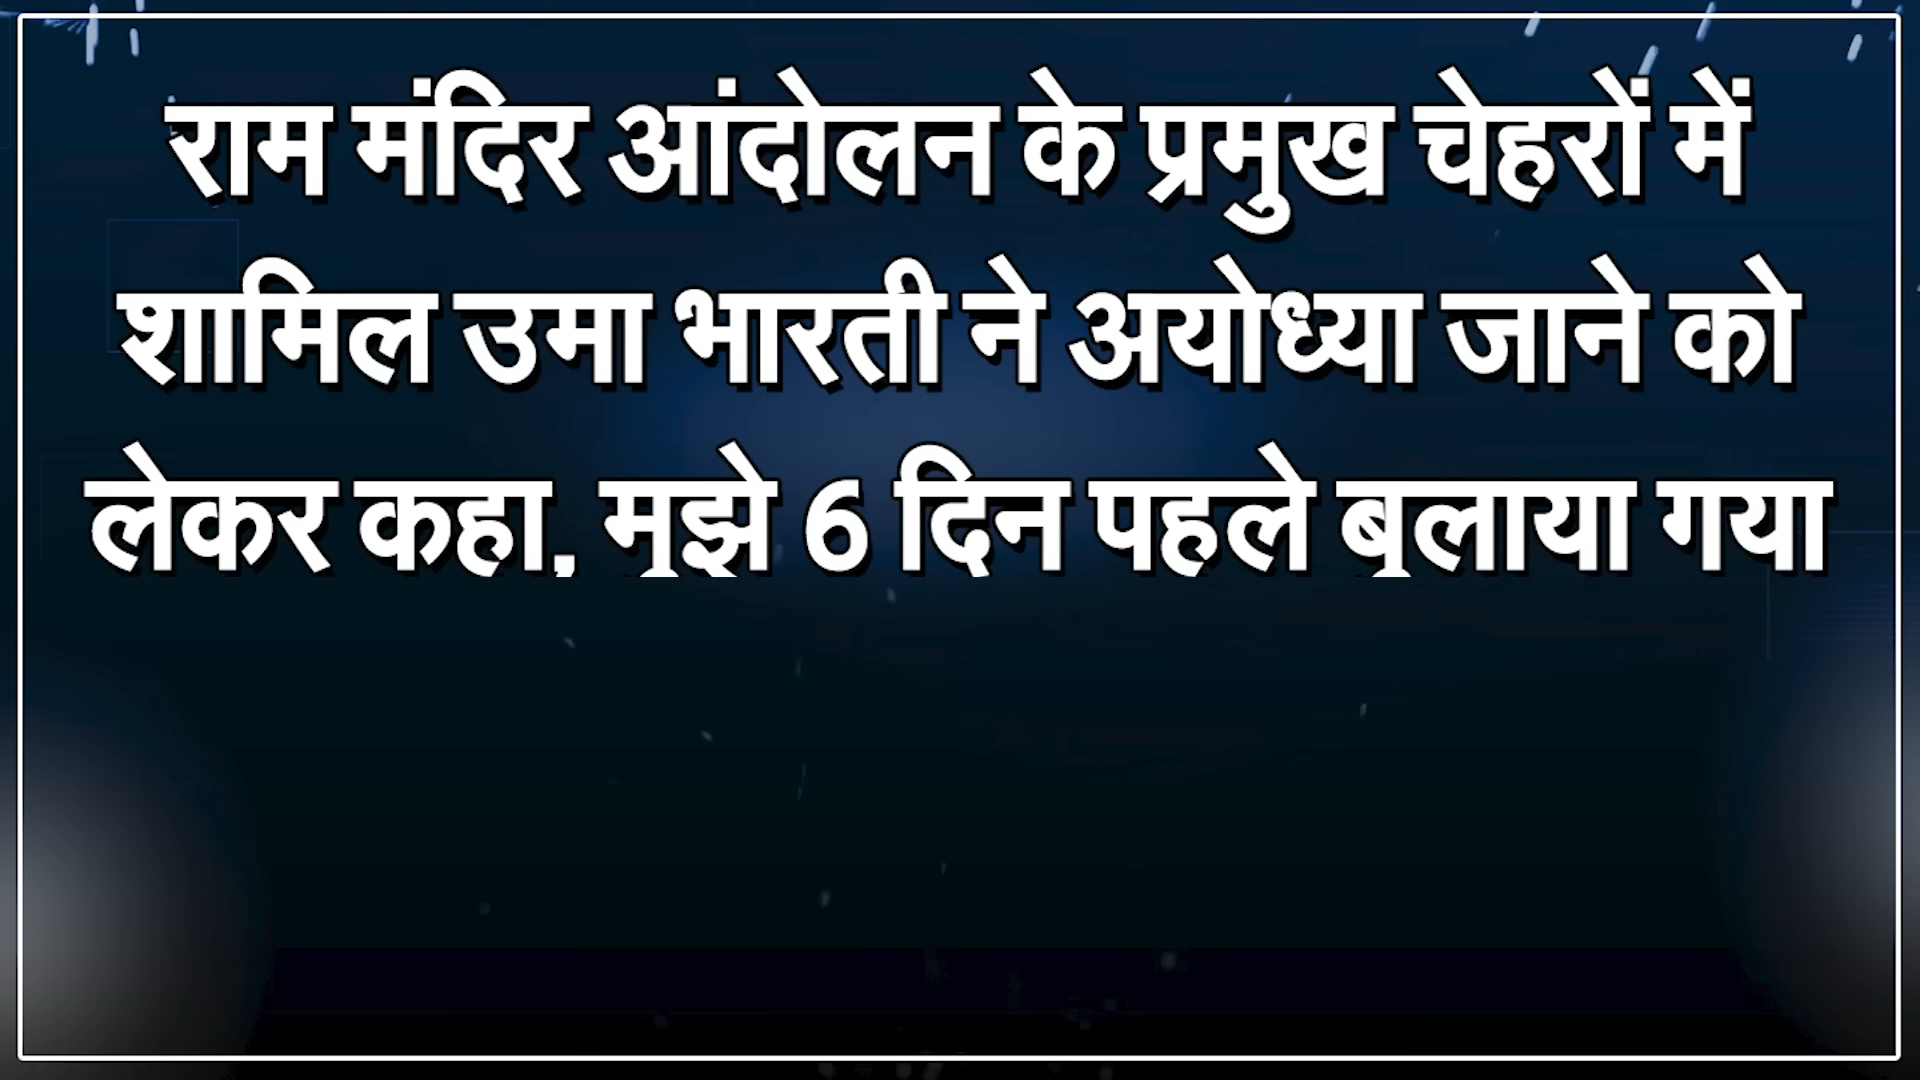 राम मंदिर आंदोलन के प्रमुख चेहरों में
शामिल उमा भारती ने अयोध्या जाने को
लेकर कहा, मुझे 6 दिन पहले बुलाया गया